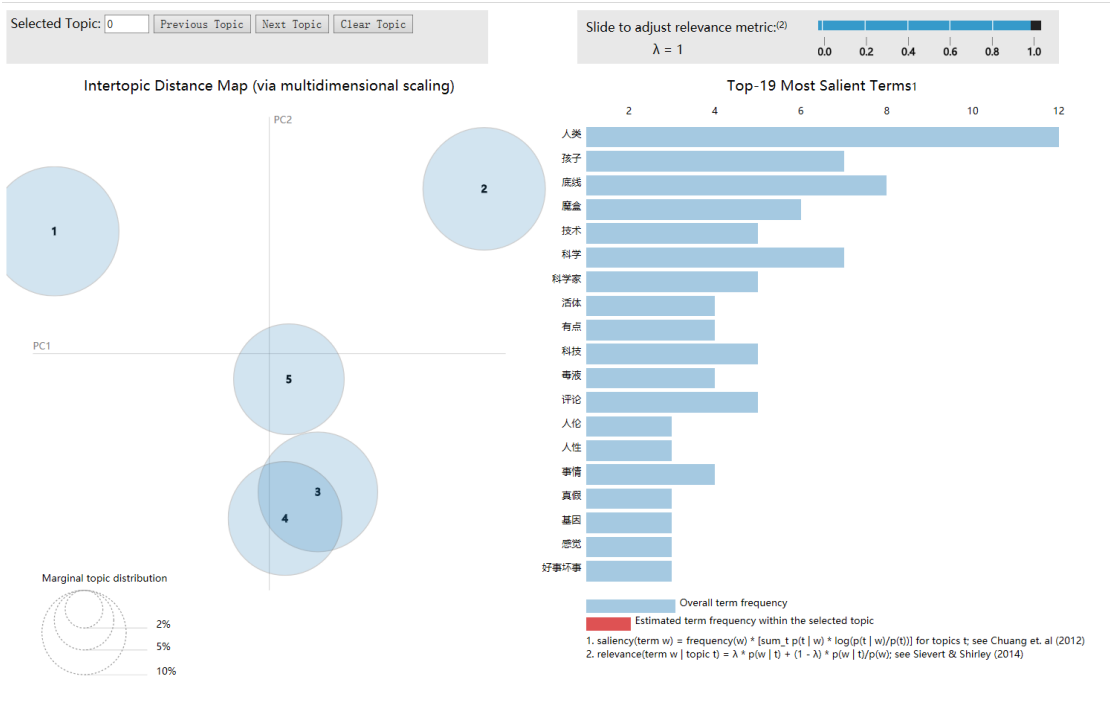 Selected Topic: 0 Previous Topic Next Topic Clear Topic
Slide to adjust relevance metric:(2)
λ = 1
0.0 0.2 0.4 0.6 0.8 1.0
Intertopic Distance Map (via multidimensional scaling)
PC2
PC1
1
2
5
3
4
Marginal topic distribution
2%
5%
10%
Top-19 Most Salient Terms1
2 4 6 8 10 12
人类
孩子
底线
魔盒
技术
科学
科学家
活体
有点
科技
毒液
评论
人伦
人性
事情
真假
基因
感觉
好事坏事
Overall term frequency
Estimated term frequency within the selected topic
1. saliency(term w) = frequency(w) * [sum_t p(t | w) * log(p(t | w)/p(t))] for topics t; see Chuang et. al (2012)
2. relevance(term w | topic t) = λ * p(w | t) + (1 - λ) * p(w | t)/p(w); see Sievert & Shirley (2014)